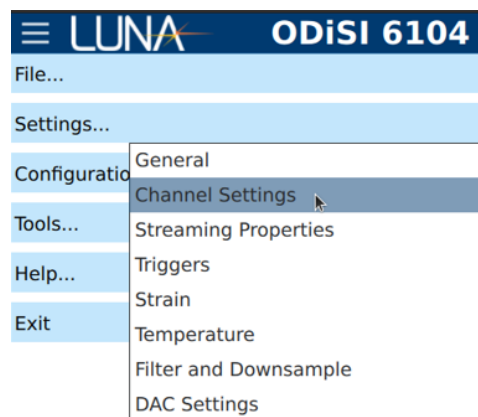 LUNA ODiSI 6104
File...
Settings...
General
Configuratio
Channel Settings
Tools...
Streaming Properties
Triggers
Help...
Strain
Exit
Temperature
Filter and Downsample
DAC Settings